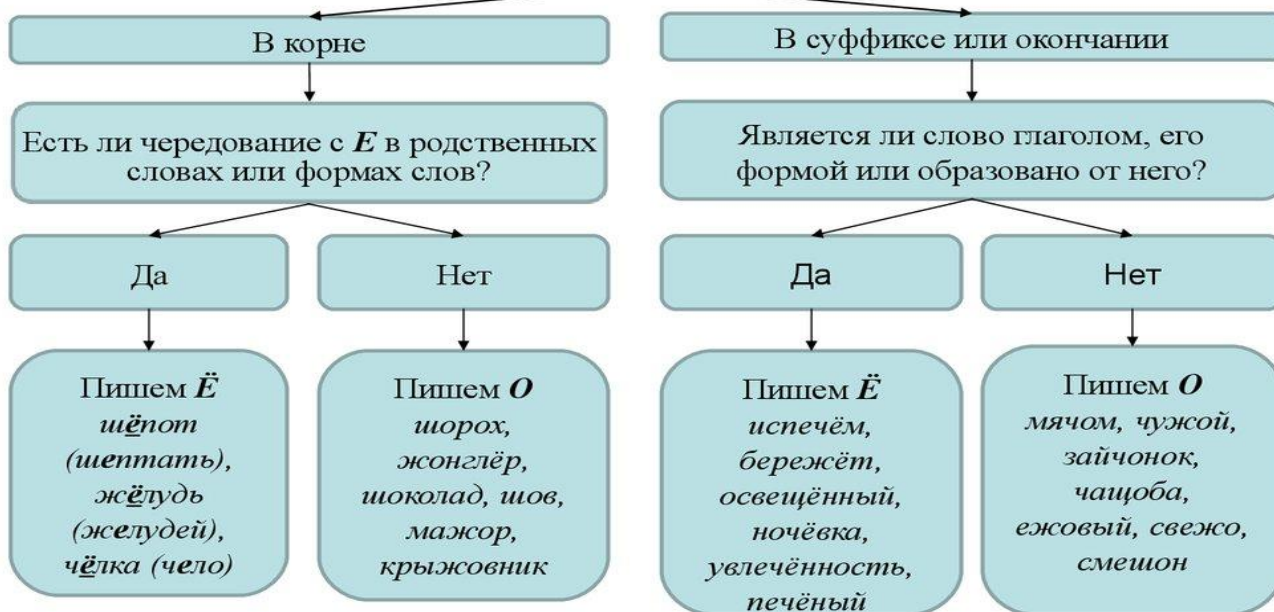 В корне
Есть ли чередование с Е в родственных
словах или формах слов?
Да
Нет
Пишем Ё
шёпот
(шептать),
жёлудь
(желудей),
чёлка (чело)
Пишем О
шорох,
жонглёр,
шоколад, шов,
мажор,
крыжовник
В суффиксе или окончании
Является ли слово глаголом, его
формой или образовано от него?
Да
Нет
Пишем Ё
испечём,
бережёт,
освещённый,
ночёвка,
увлечённость,
печёный
Пишем О
мячом, чужой,
зайчонок,
чащоба,
ежовый, свежо,
смешон